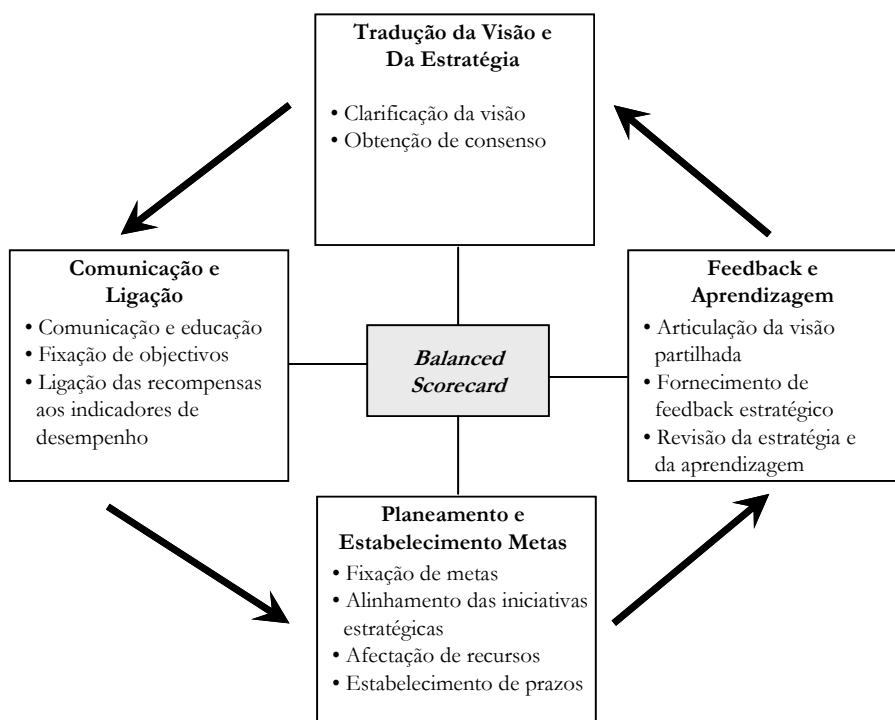 Tradução da Visão e
Da Estratégia
• Clarificação da visão
• Obtenção de consenso
Comunicação e
Ligação
• Comunicação e educação
• Fixação de objectivos
• Ligação das recompensas
aos indicadores de
desempenho
Balanced
Scorecard
Feedback e
Aprendizagem
• Articulação da visão
partilhada
• Fornecimento de
feedback estratégico
• Revisão da estratégia e
da aprendizagem
Planeamento e
Estabelecimento Metas
• Fixação de metas
• Alinhamento das iniciativas
estratégicas
• Afectação de recursos
• Estabelecimento de prazos